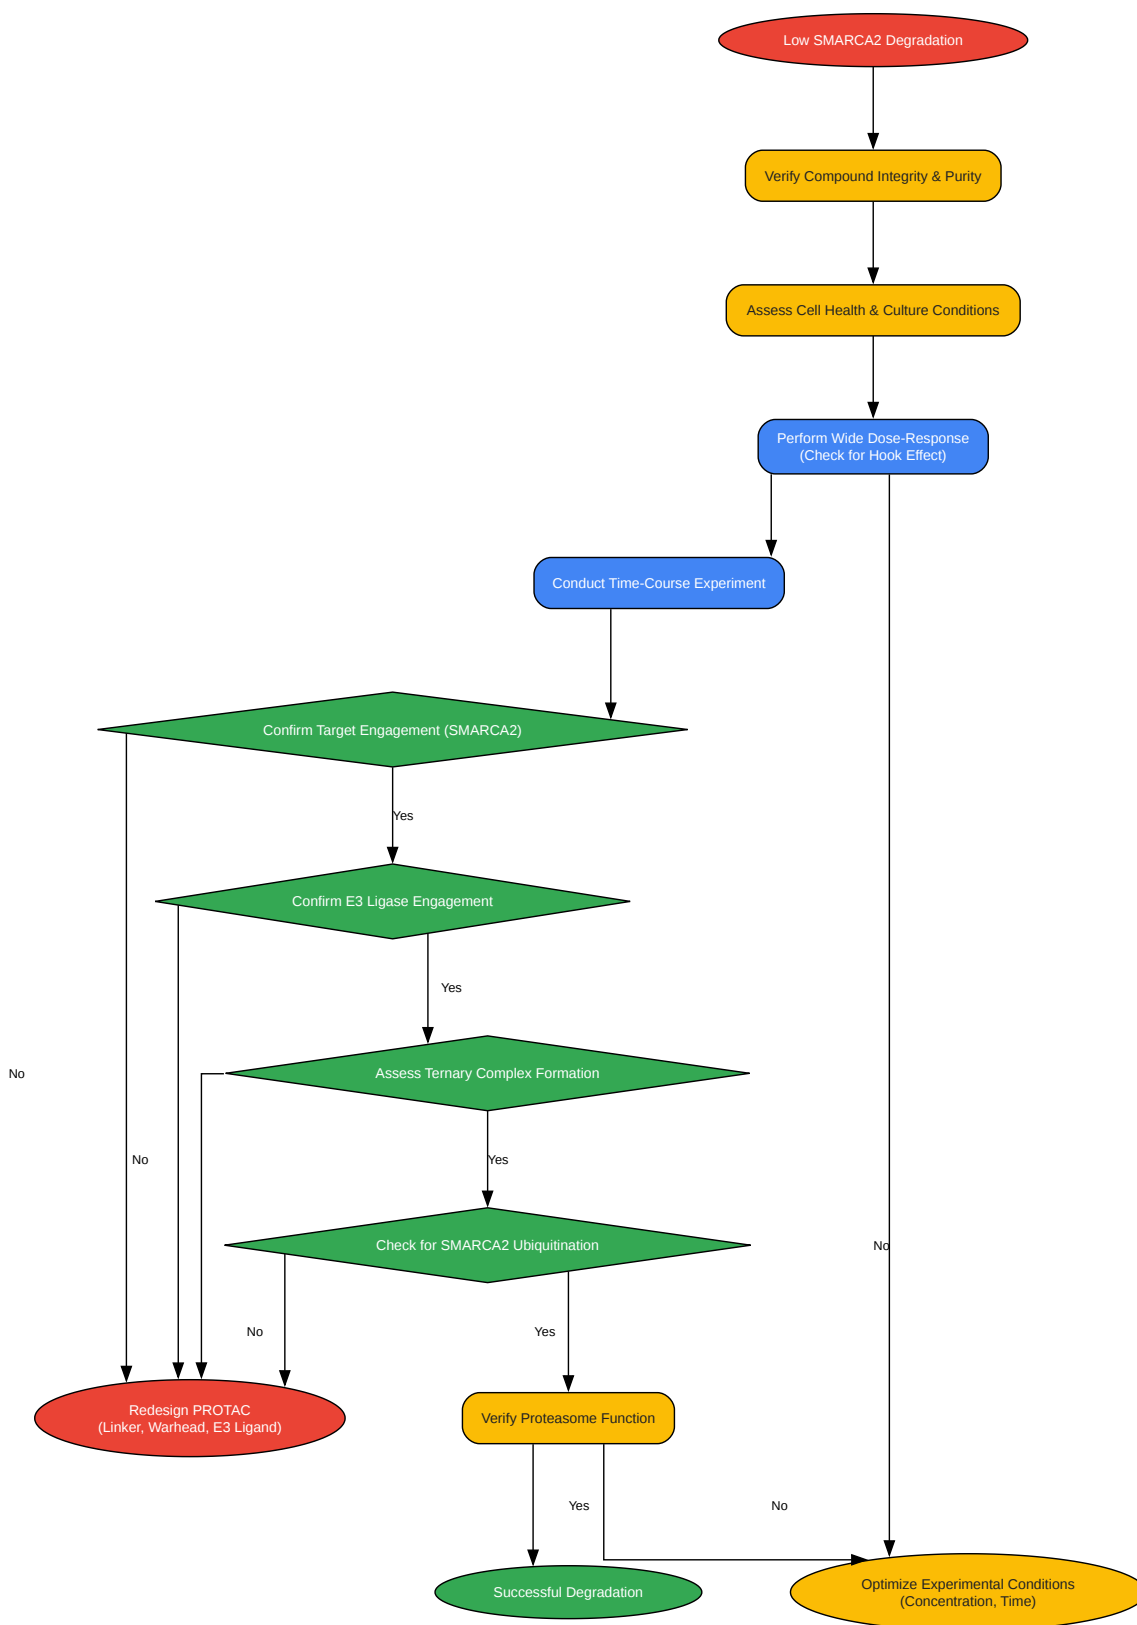 Low SMARCA2 Degradation
Verify Compound Integrity & Purity
Assess Cell Health & Culture Conditions
Perform Wide Dose-Response
(Check for Hook Effect)
Conduct Time-Course Experiment
Confirm Target Engagement (SMARCA2)
Yes
Confirm E3 Ligase Engagement
Yes
Assess Ternary Complex Formation
No
Yes
No
Check for SMARCA2 Ubiquitination
No
No
Yes
Redesign PROTAC
(Linker, Warhead, E3 Ligand)
Verify Proteasome Function
Yes
No
Successful Degradation
Optimize Experimental Conditions
(Concentration, Time)